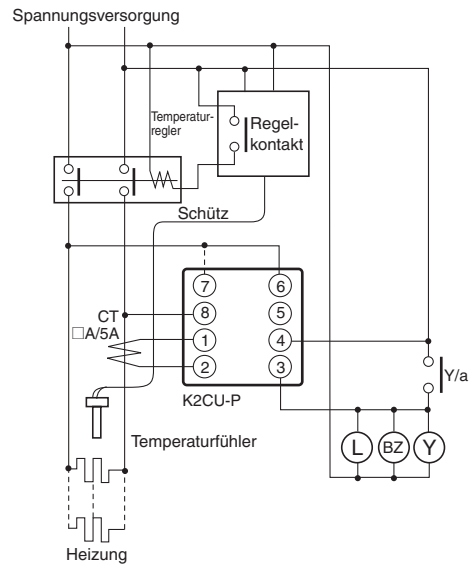 Spannungsversorgung
Temperatur-
regler
Regel-
kontakt
Schütz
7
6
CT
8
5
□A/5A
1
4
2
3
Y/a
K2CU-P
L
BZ
Y
Temperaturfühler
Heizung